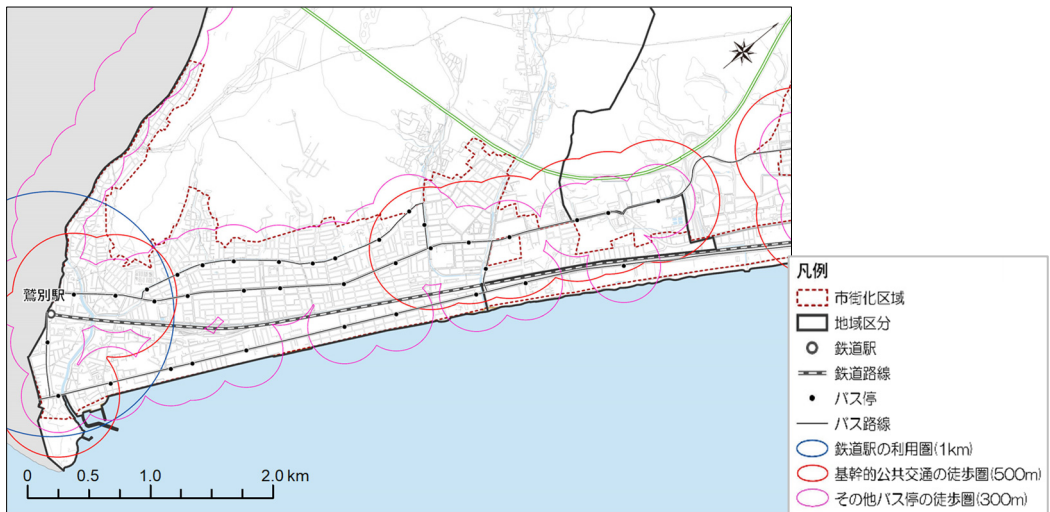 鷲別駅
0 0.5 1.0 2.0 km
凡例
市街化区域
地域区分
鉄道駅
鉄道路線
バス停
バス路線
鉄道駅の利用圏(1km)
基幹的公共交通の徒歩圏(500m)
その他バス停の徒歩圏(300m)